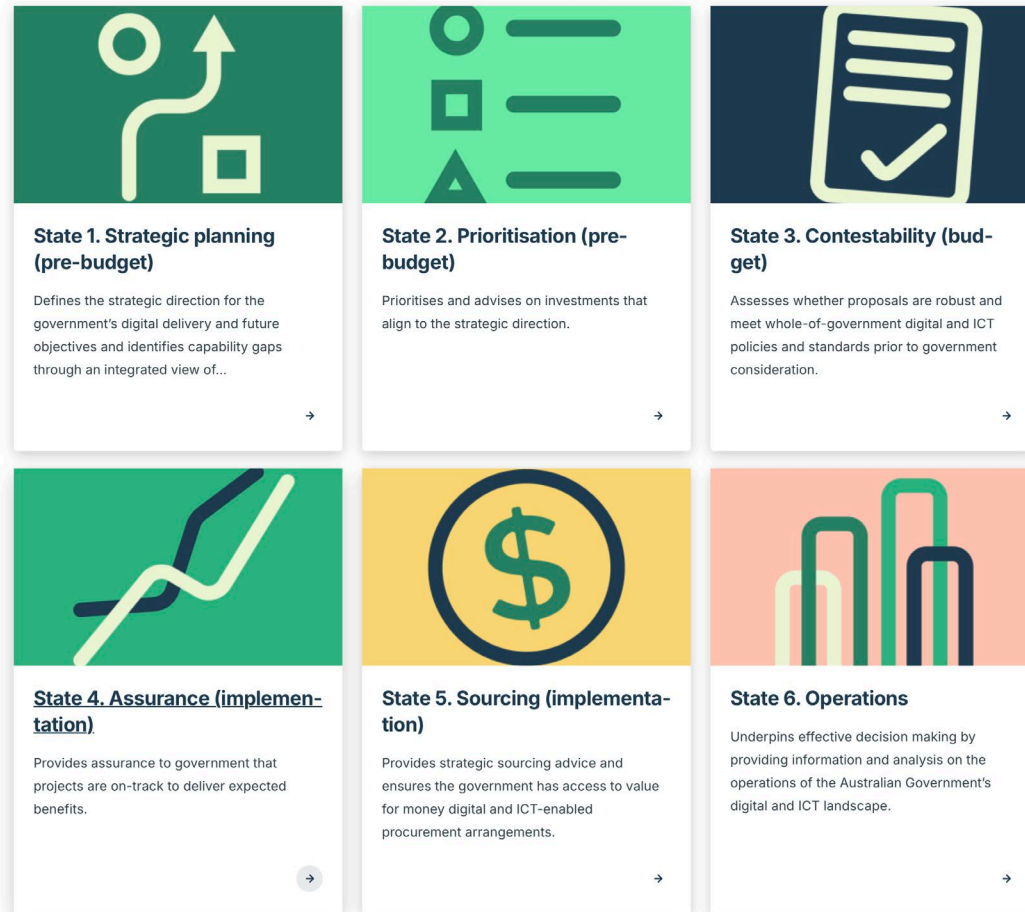 State 1. Strategic planning
(pre-budget)
Defines the strategic direction for the
government’s digital delivery and future
objectives and identifies capability gaps
through an integrated view of...
State 2. Prioritisation (pre-
budget)
Prioritises and advises on investments that
align to the strategic direction.
State 3. Contestability (bud-
get)
Assesses whether proposals are robust and
meet whole-of-government digital and ICT
policies and standards prior to government
consideration.
State 4. Assurance (implemen-
tation)
Provides assurance to government that
projects are on-track to deliver expected
benefits.
State 5. Sourcing (implementa-
tion)
Provides strategic sourcing advice and
ensures the government has access to value
for money digital and ICT-enabled
procurement arrangements.
State 6. Operations
Underpins effective decision making by
providing information and analysis on the
operations of the Australian Government’s
digital and ICT landscape.